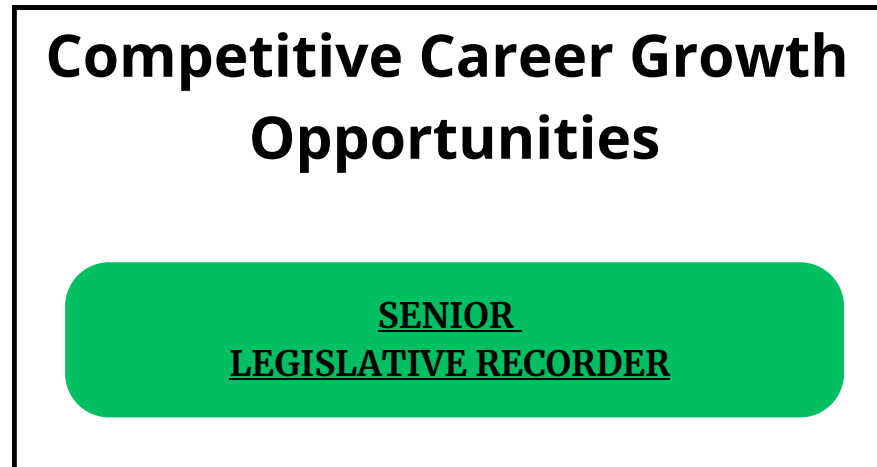 Competitive Career Growth
Opportunities
SENIOR
LEGISLATIVE RECORDER